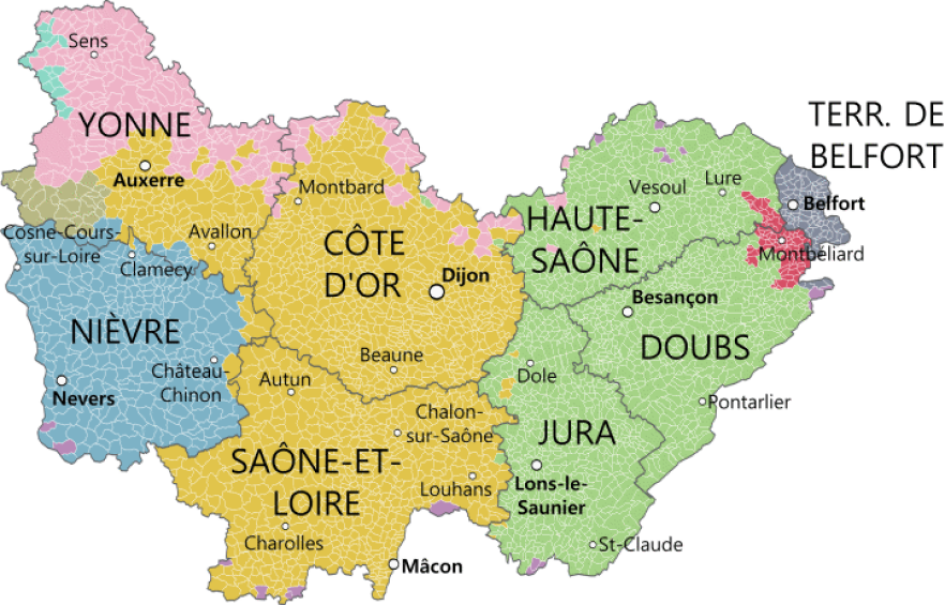 Sens
YONNE
TERR. DE
BELFORT
Auxerre
Montbard
Vesoul
Lure
Belfort
Cosne-Cours-
sur-Loire
Avallon
Clamecy
CÔTE
D'OR
HAUTE-
SAÔNE
Montbéliard
Dijon
Besançon
NIÈVRE
DOUBS
Beaune
Château-
Chinon
Autun
Dole
Nevers
Pontarlier
Chalon-
sur-Saône
JURA
SAÔNE-ET-
LOIRE
Louhans
Lons-le-
Saunier
Charolles
St-Claude
Mâcon